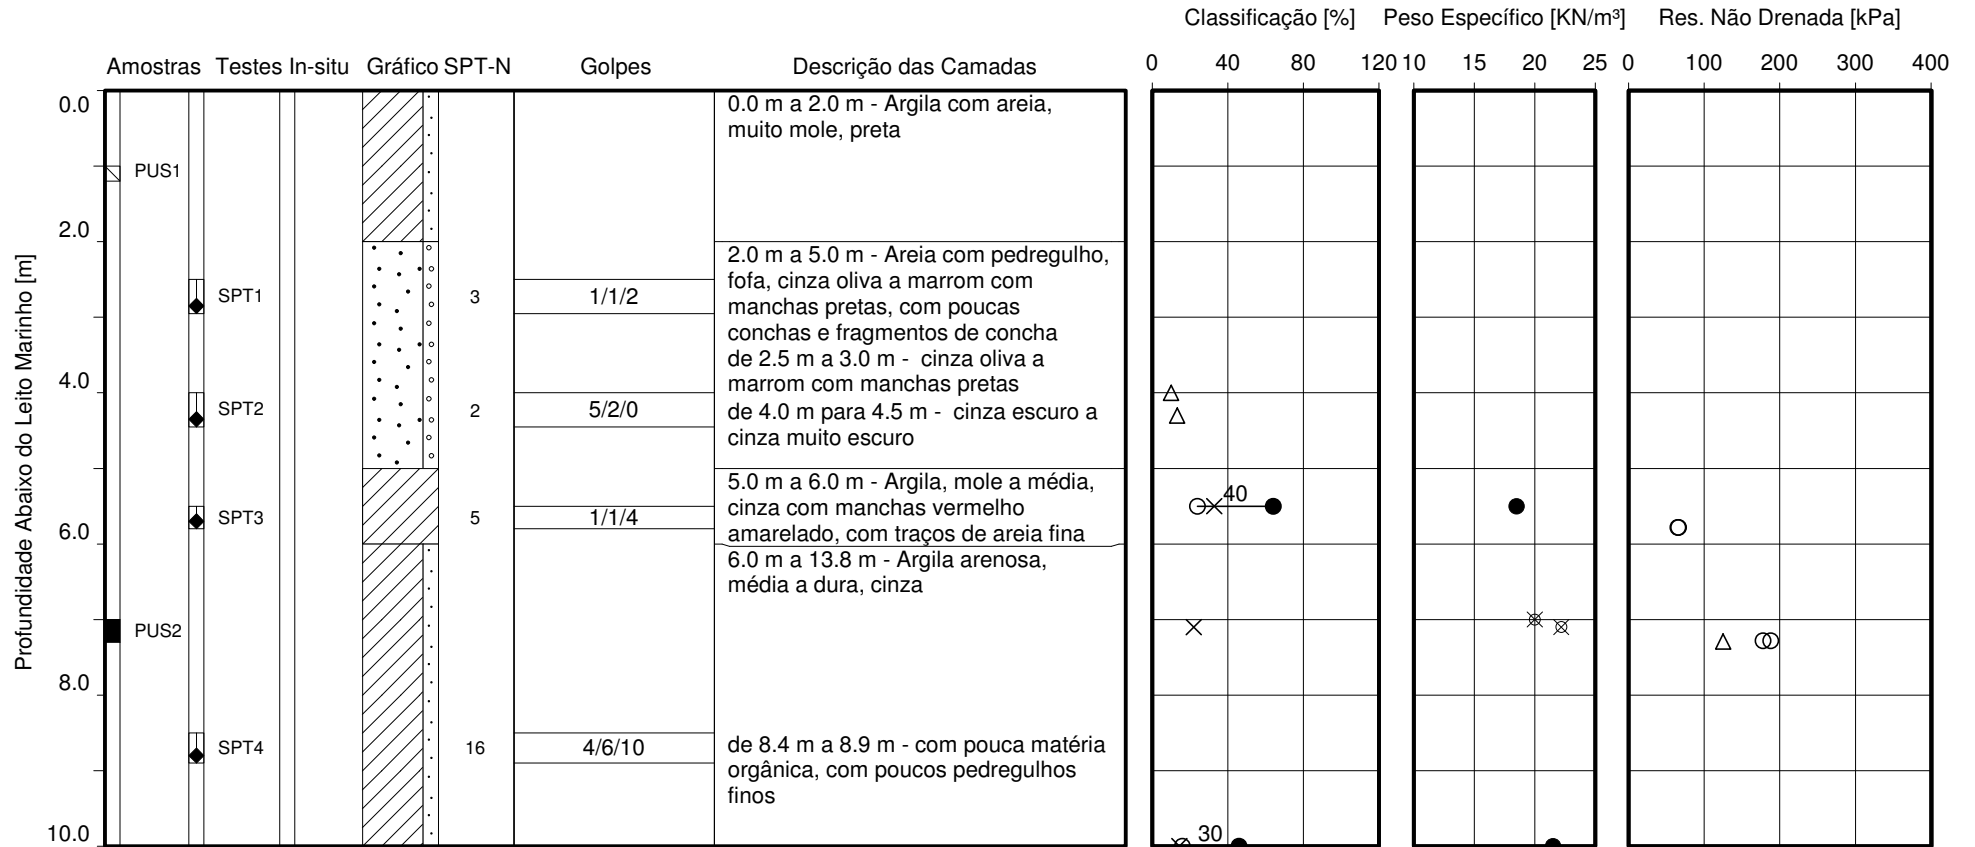 Classificação [%] Peso Específico [KN/m³] Res. Não Drenada [kPa]
Amostras Testes In-situ Gráfico SPT-N Golpes Descrição das Camadas
0 40 80 120 10 15 20 25 0 100 200 300 400
Profundidade Abaixo do Leito Marinho [m]
0.0
0.0 m a 2.0 m - Argila com areia,
muito mole, preta
PUS1
2.0
2.0 m a 5.0 m - Areia com pedregulho,
fofa, cinza oliva a marrom com
SPT1 3 1/1/2
manchas pretas, com poucas
conchas e fragmentos de concha
de 2.5 m a 3.0 m - cinza oliva a
marrom com manchas pretas
4.0
SPT2 2 5/2/0
de 4.0 m para 4.5 m - cinza escuro a
cinza muito escuro
5.0 m a 6.0 m - Argila, mole a média,
cinza com manchas vermelho
amarelado, com traços de areia fina
40
SPT3 5 1/1/4
6.0
6.0 m a 13.8 m - Argila arenosa,
média a dura, cinza
PUS2
8.0
SPT4 16 4/6/10
de 8.4 m a 8.9 m - com pouca matéria
orgânica, com poucos pedregulhos
finos
10.0
30